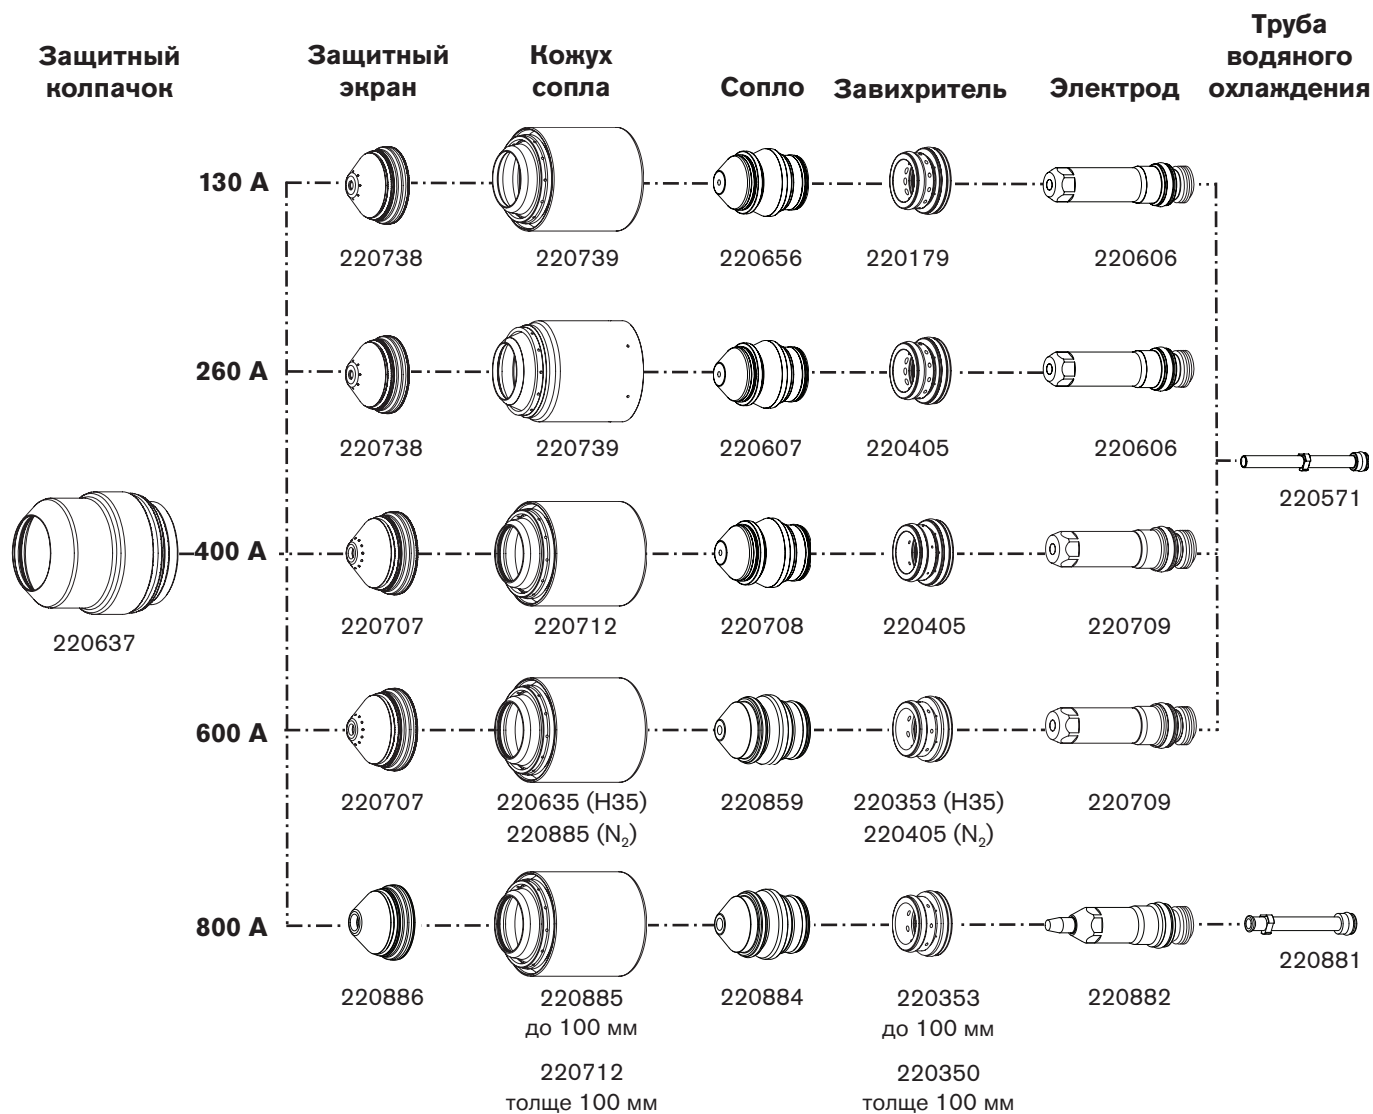 Защитный
колпачок
Защитный
экран
Кожух
сопла
Сопло
Завихритель
Электрод
Труба
водяного
охлаждения
130 А
220738
220739
220656
220179
220606
260 А
220738
220739
220607
220405
220606
220571
400 А
220637
220707
220712
220708
220405
220709
600 А
220707
220635 (H35)
220885 (N₂)
220859
220353 (H35)
220405 (N₂)
220709
800 А
220886
220885
до 100 мм
220712
толще 100 мм
220884
220353
до 100 мм
220350
толще 100 мм
220882
220881